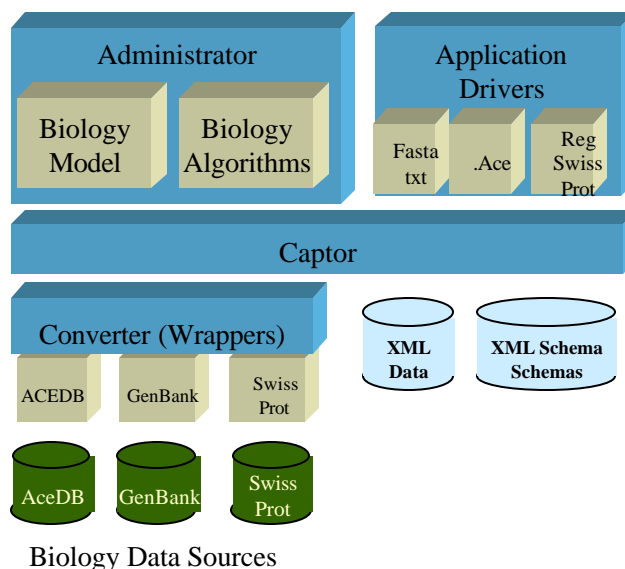 Administrator
Biology
Model
Biology
Algorithms
Application
Drivers
Fasta
txt
.Ace
Reg
Swiss
Prot
Captor
Converter (Wrappers)
XML
Data
XML Schema
Schemas
ACEDB
GenBank
Swiss
Prot
AceDB
GenBank
Swiss
Prot
Biology Data Sources